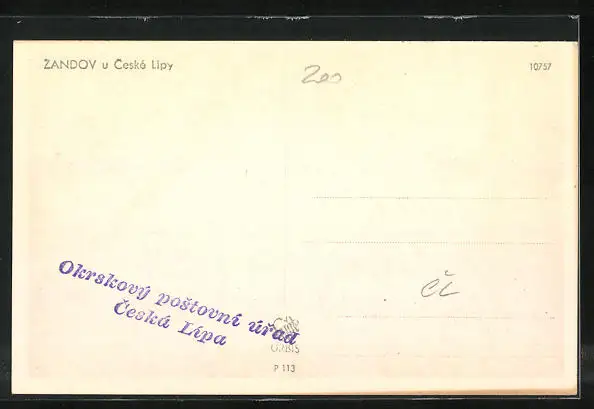 ŽANDOV u České Lípy
10757
200
Okrskový poštovní úřad
Česká Lípa
čl
ORBIS
P 113